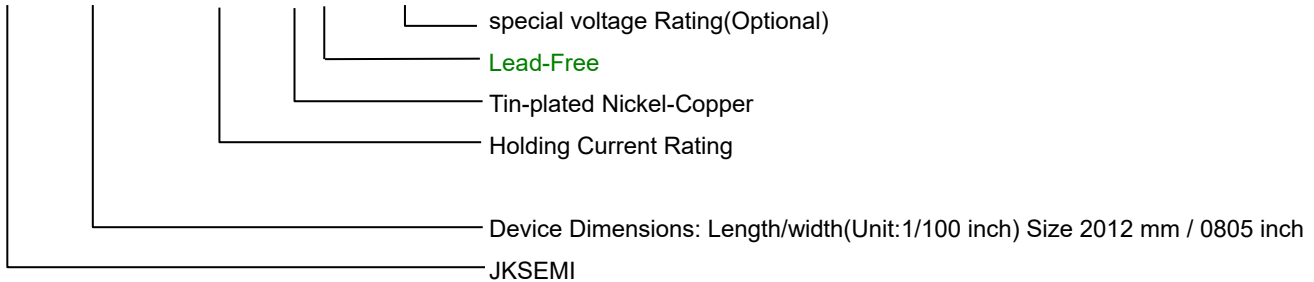 special voltage Rating(Optional)
Lead-Free
Tin-plated Nickel-Copper
Holding Current Rating
Device Dimensions: Length/width(Unit:1/100 inch) Size 2012 mm / 0805 inch
JKSEMI